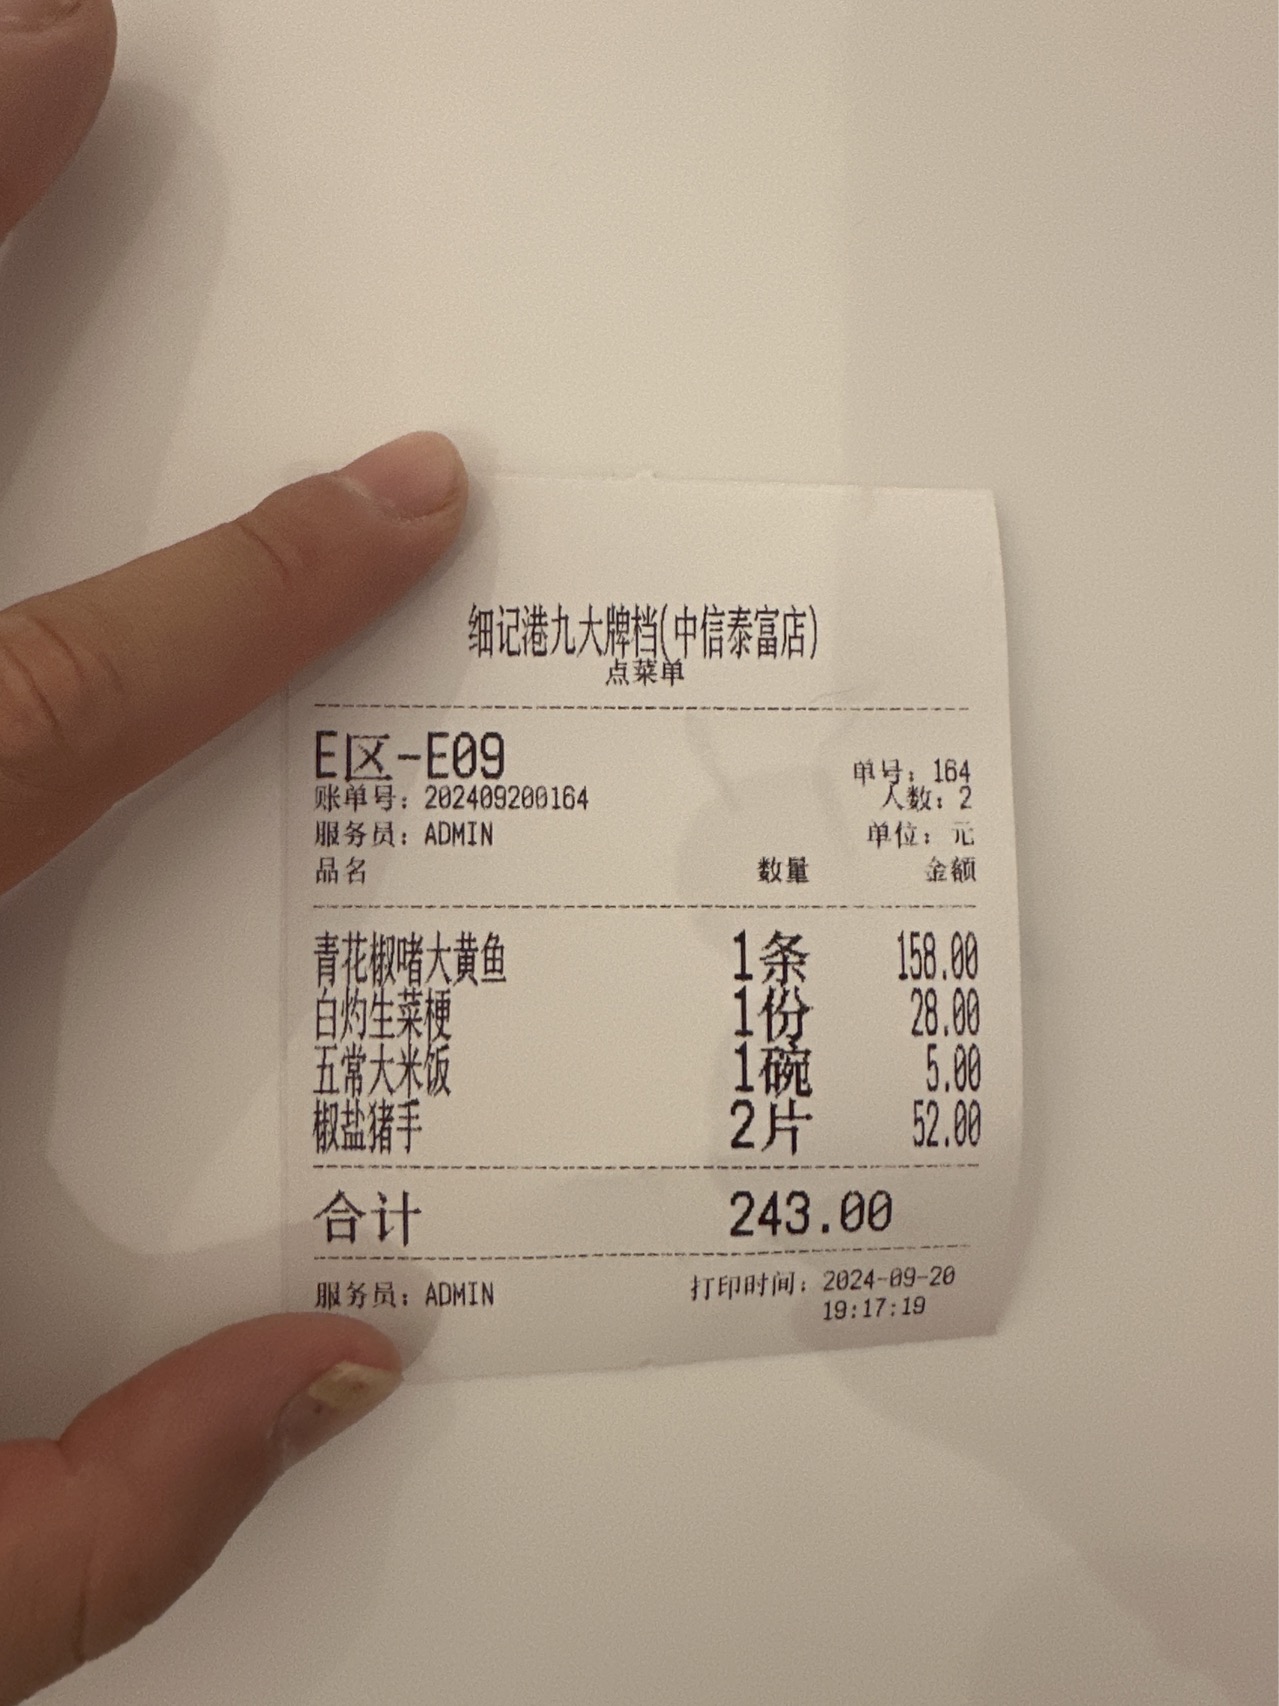 细记港九大牌档(中信泰富店)
点菜单
E区-E09
单号：164
账单号：202409200164
人数：2
服务员：ADMIN
单位：元
品名 数量 金额
青花椒啫大黄鱼 1条 158.00
白灼生菜梗 1份 28.00
五常大米饭 1碗 5.00
椒盐猪手 2片 52.00
合计 243.00
服务员：ADMIN 打印时间：2024-09-20
19:17:19